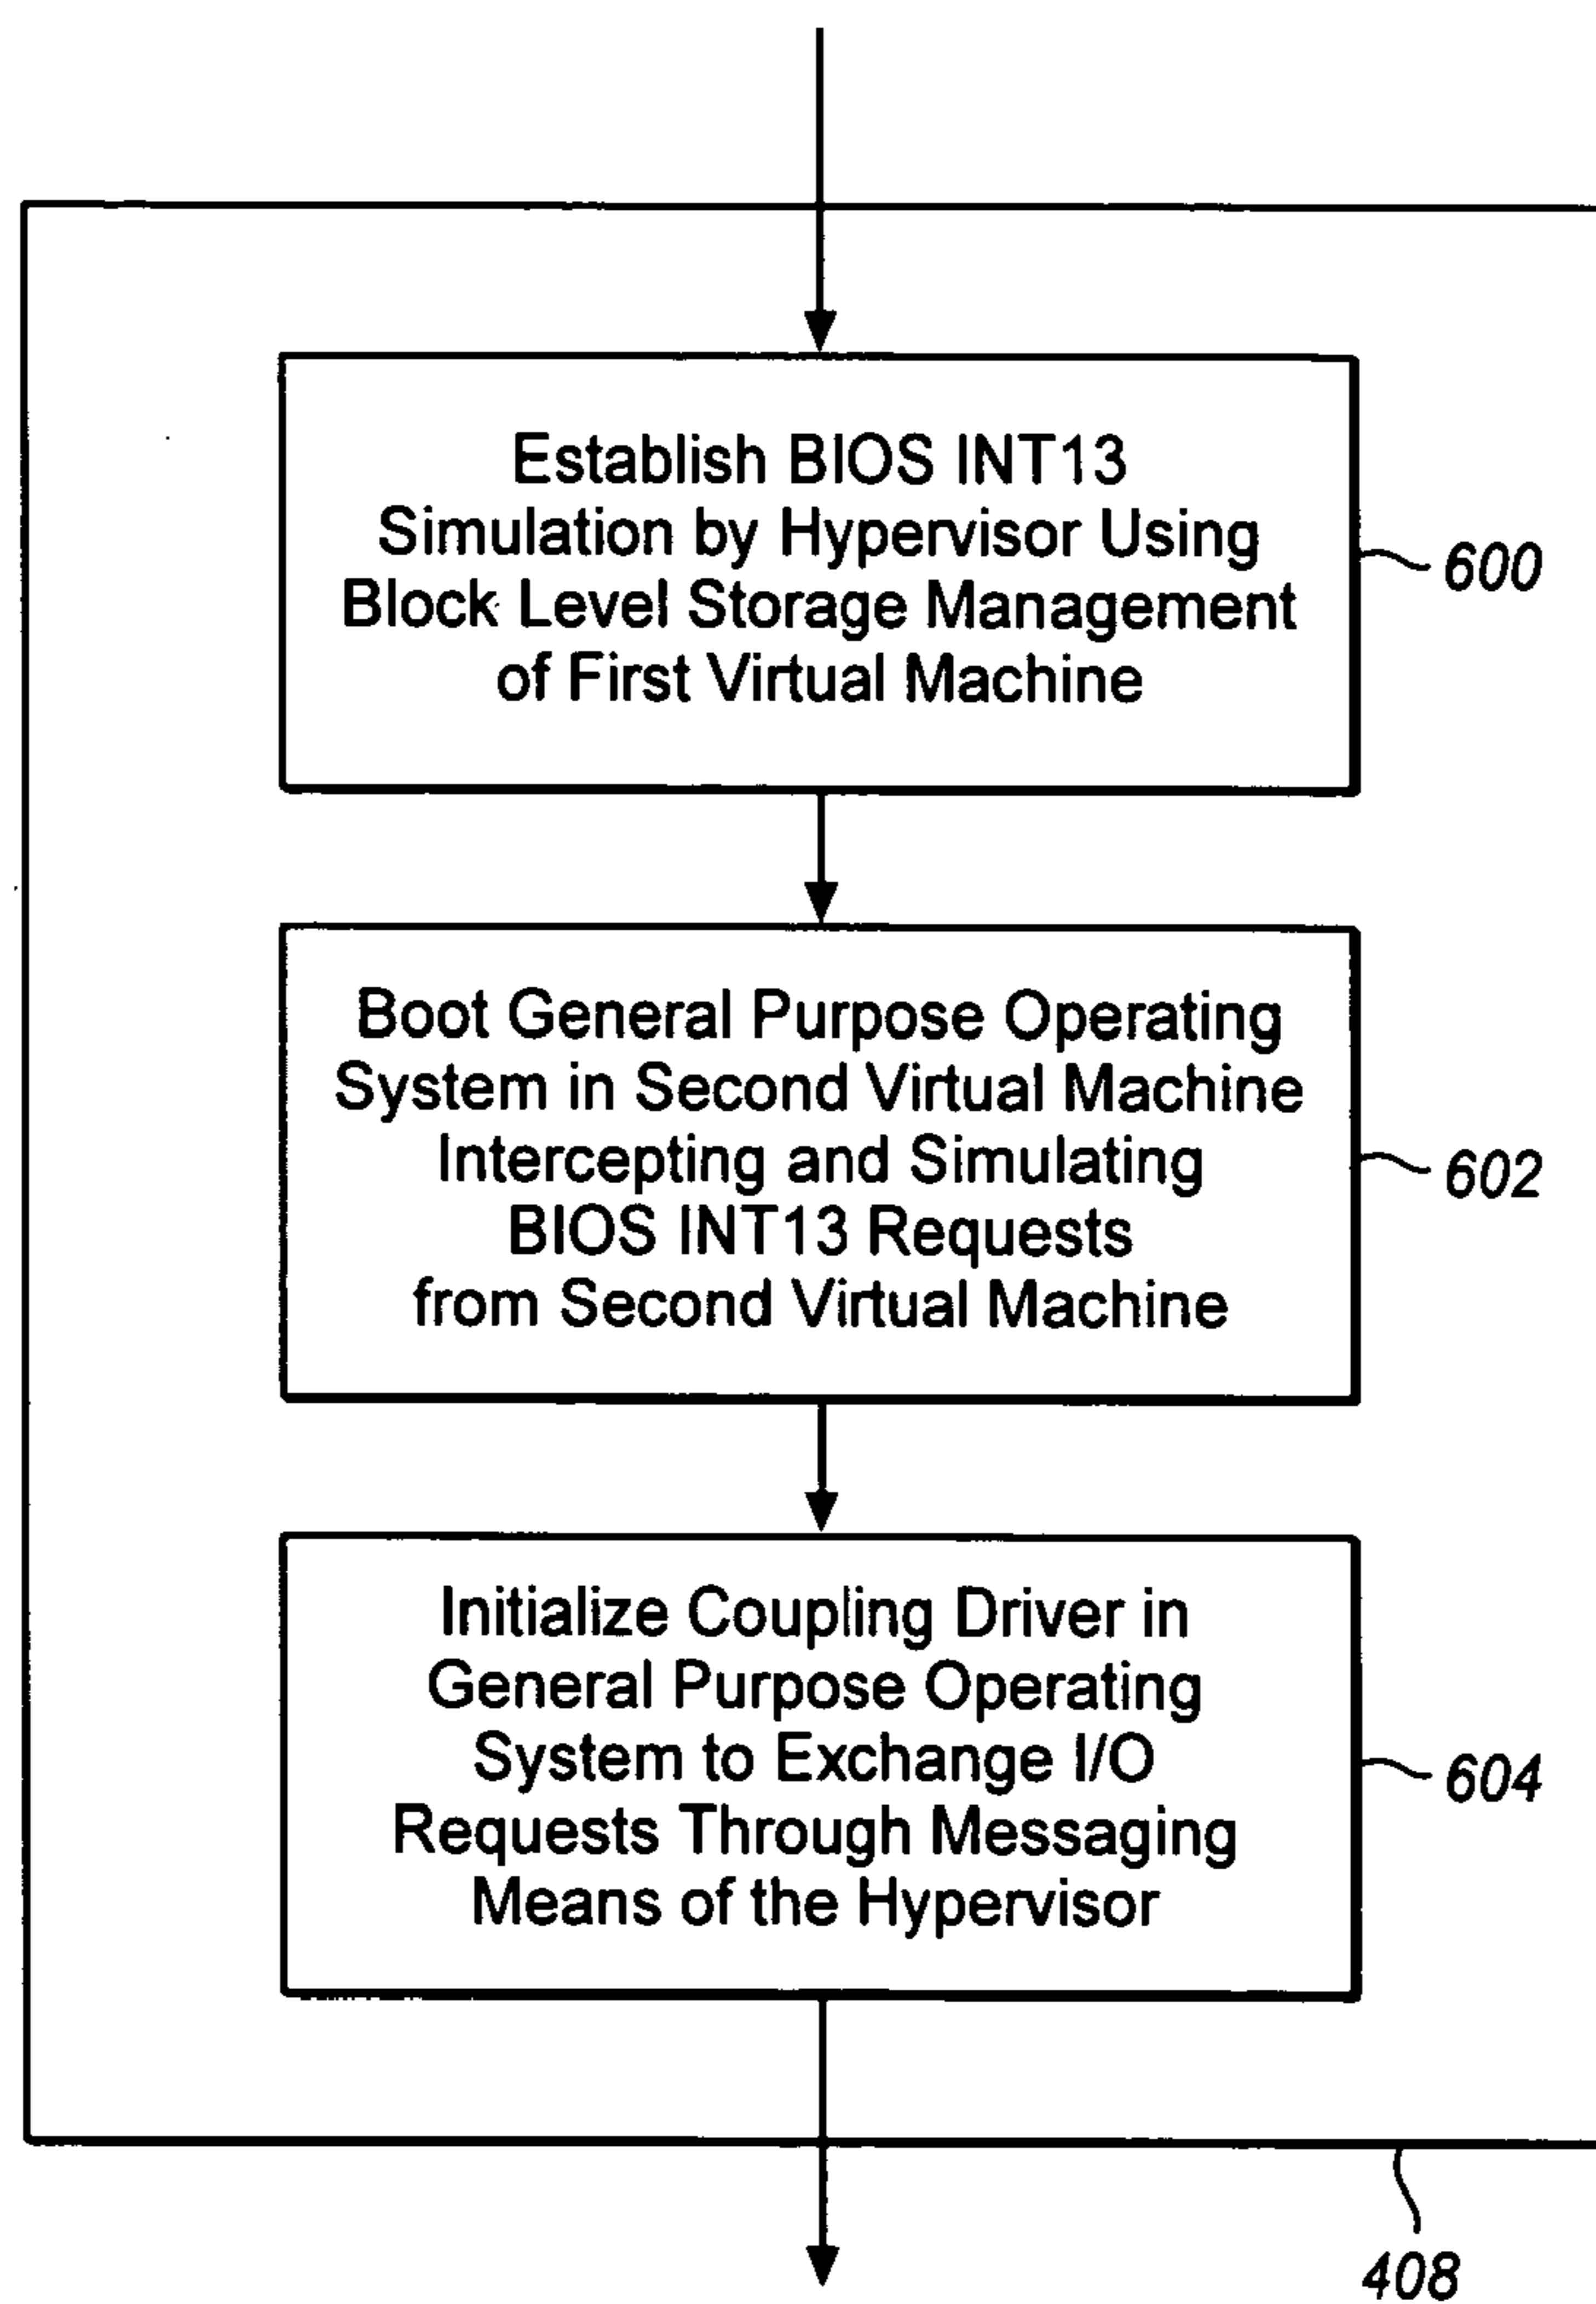 Establish BIOS INT13
Simulation by Hypervisor Using
Block Level Storage Management
of First Virtual Machine
600
Boot General Purpose Operating
System in Second Virtual Machine
Intercepting and Simulating
BIOS INT13 Requests
from Second Virtual Machine
602
Initialize Coupling Driver in
General Purpose Operating
System to Exchange I/O
Requests Through Messaging
Means of the Hypervisor
604
408